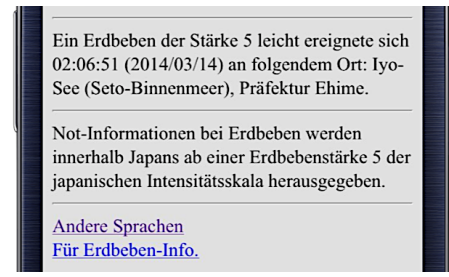 Ein Erdbeben der Stärke 5 leicht ereignete sich
02:06:51 (2014/03/14) an folgendem Ort: Iyo-
See (Seto-Binnenmeer), Präfektur Ehime.
Not-Informationen bei Erdbeben werden
innerhalb Japans ab einer Erdbebenstärke 5 der
japanischen Intensitätsskala herausgegeben.
Andere Sprachen
Für Erdbeben-Info.